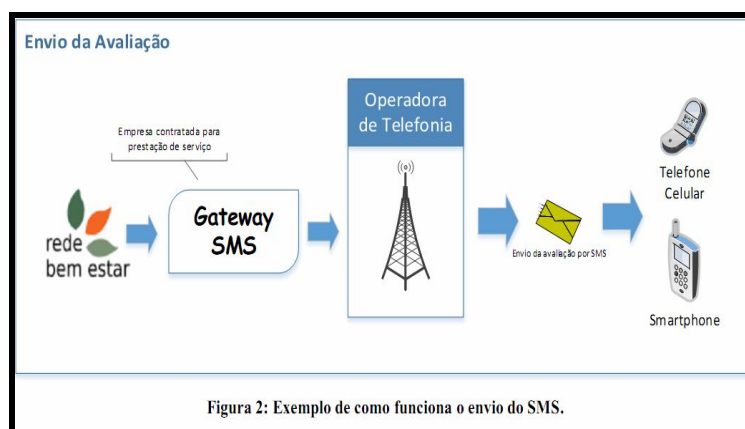 Envio da Avaliação
Empresa contratada para
prestação de serviço
rede
bem estar
Gateway
SMS
Operadora
de Telefonia
Envio da avaliação por SMS
Telefone
Celular
Smartphone
Figura 2: Exemplo de como funciona o envio do SMS.